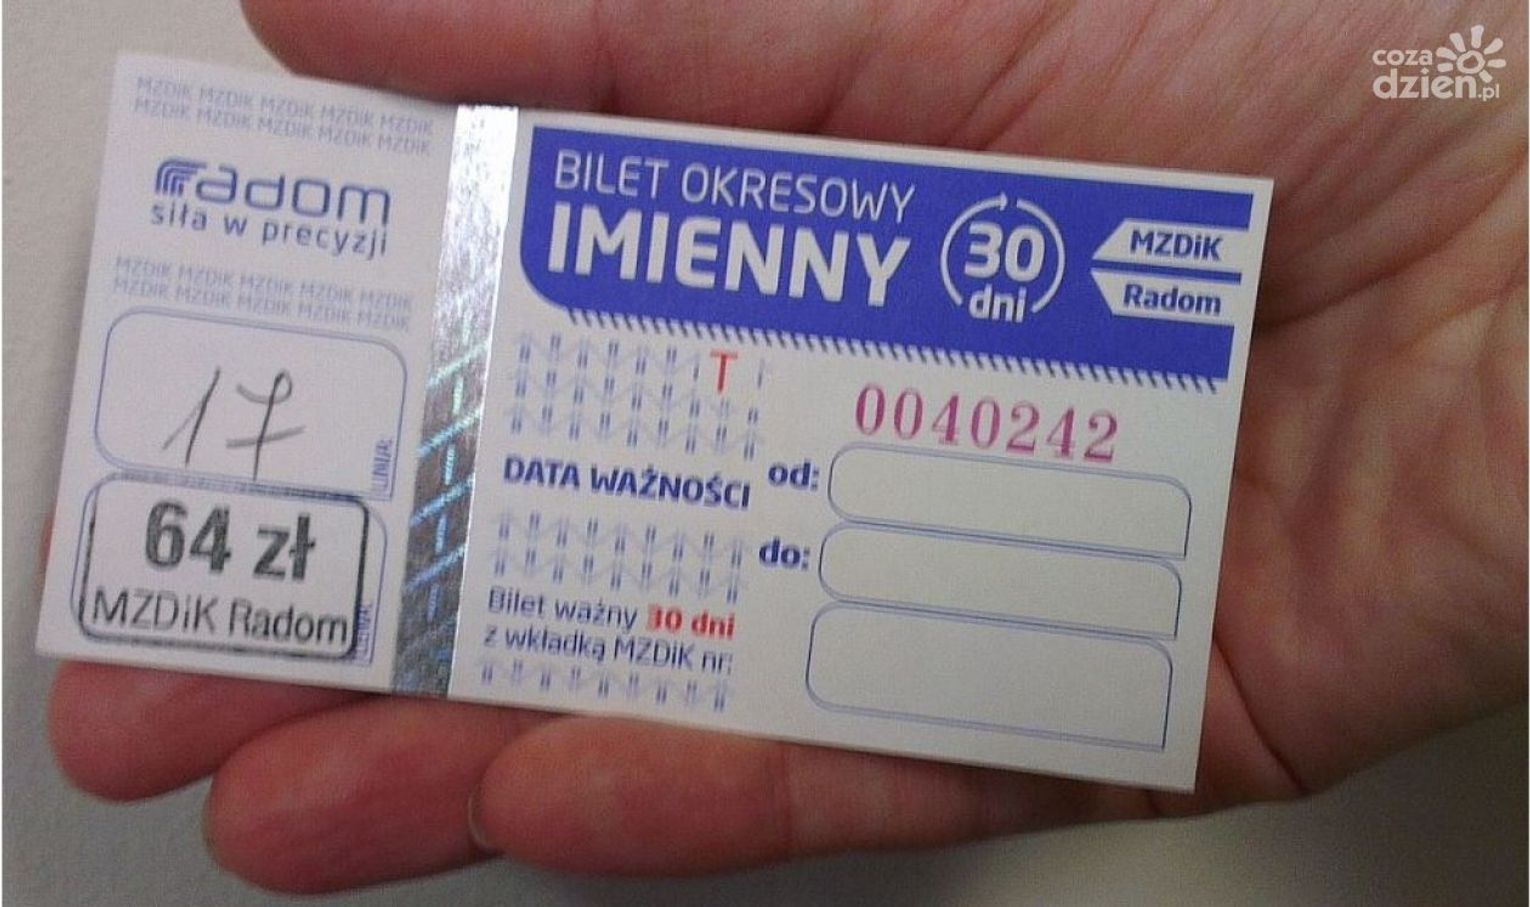 coza
dzien.pl
MZDiK MZDiK MZDiK MZDiK MZDiK
MZDiK MZDiK MZDiK MZDiK MZDiK
radom
siła w precyzji
MZDiK MZDiK MZDiK MZDiK MZDiK
MZDiK MZDiK MZDiK MZDiK MZDiK
17
LINIA:
64 zł
MZDiK Radom
BILET OKRESOWY
IMIENNY
30
dni
MZDiK
Radom
T
0040242
DATA WAŻNOŚCI
od:
do:
Bilet ważny 30 dni
z wkładką MZDiK nr: